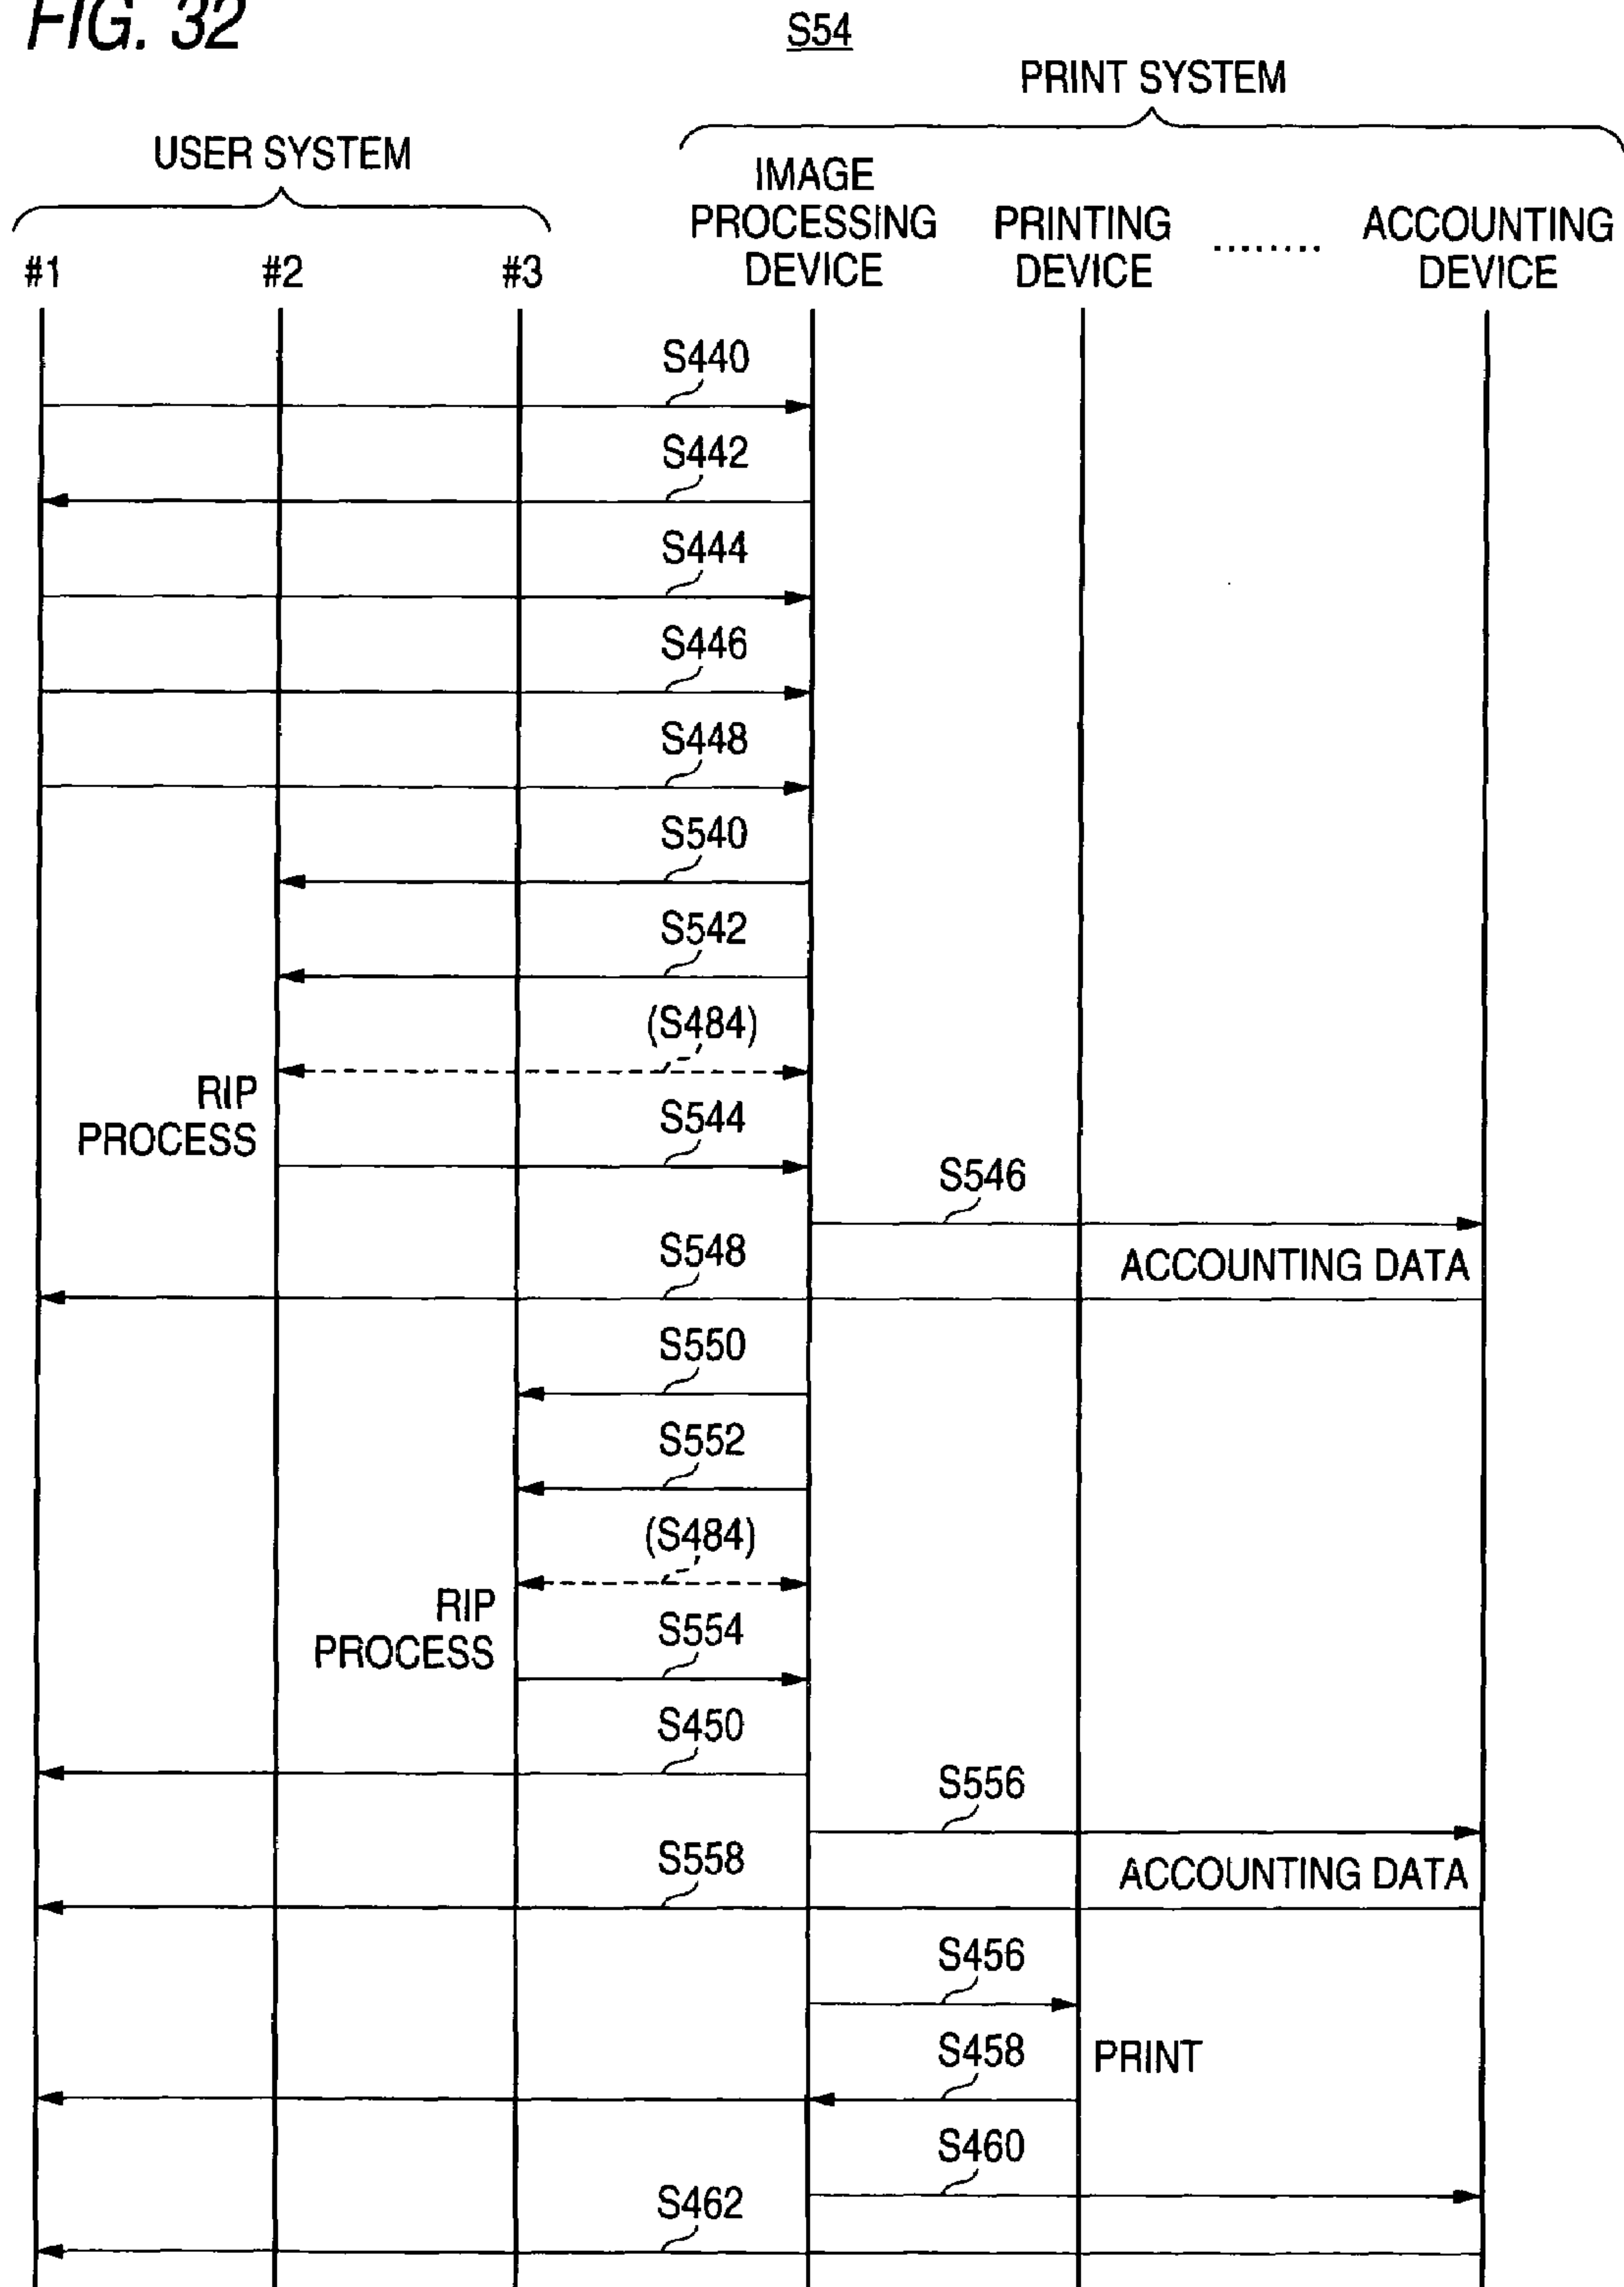 FIG. 32
S54
PRINT SYSTEM
USER SYSTEM
IMAGE
PROCESSING
DEVICE
PRINTING
DEVICE
........
ACCOUNTING
DEVICE
#1
#2
#3
S440
S442
S444
S446
S448
S540
S542
(S484)
RIP
PROCESS
S544
S546
ACCOUNTING DATA
S548
S550
S552
(S484)
RIP
PROCESS
S554
S450
S556
ACCOUNTING DATA
S558
S456
S458
PRINT
S460
S462